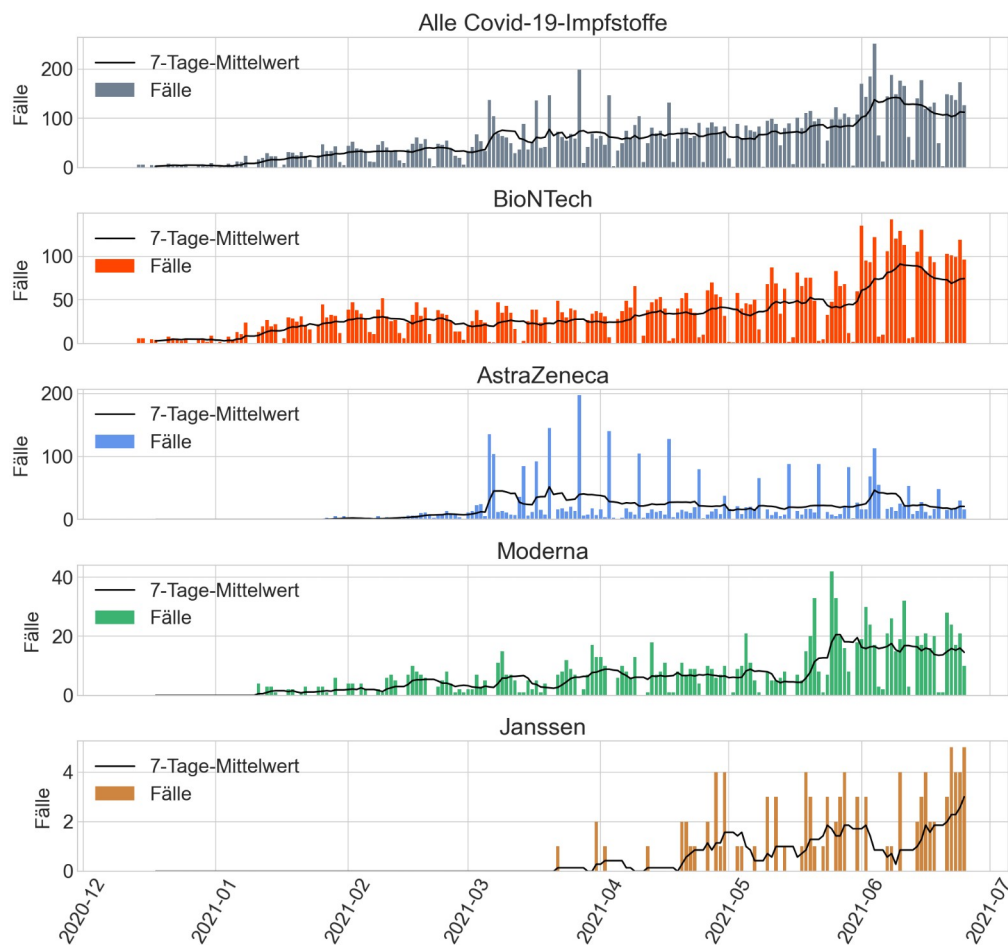 Alle Covid-19-Impfstoffe
Fälle
200
100
0
7-Tage-Mittelwert
Fälle
BioNTech
Fälle
100
50
0
7-Tage-Mittelwert
Fälle
AstraZeneca
Fälle
200
100
0
7-Tage-Mittelwert
Fälle
Moderna
Fälle
40
20
0
7-Tage-Mittelwert
Fälle
Janssen
Fälle
4
2
0
7-Tage-Mittelwert
Fälle
2020-12
2021-01
2021-02
2021-03
2021-04
2021-05
2021-06
2021-07